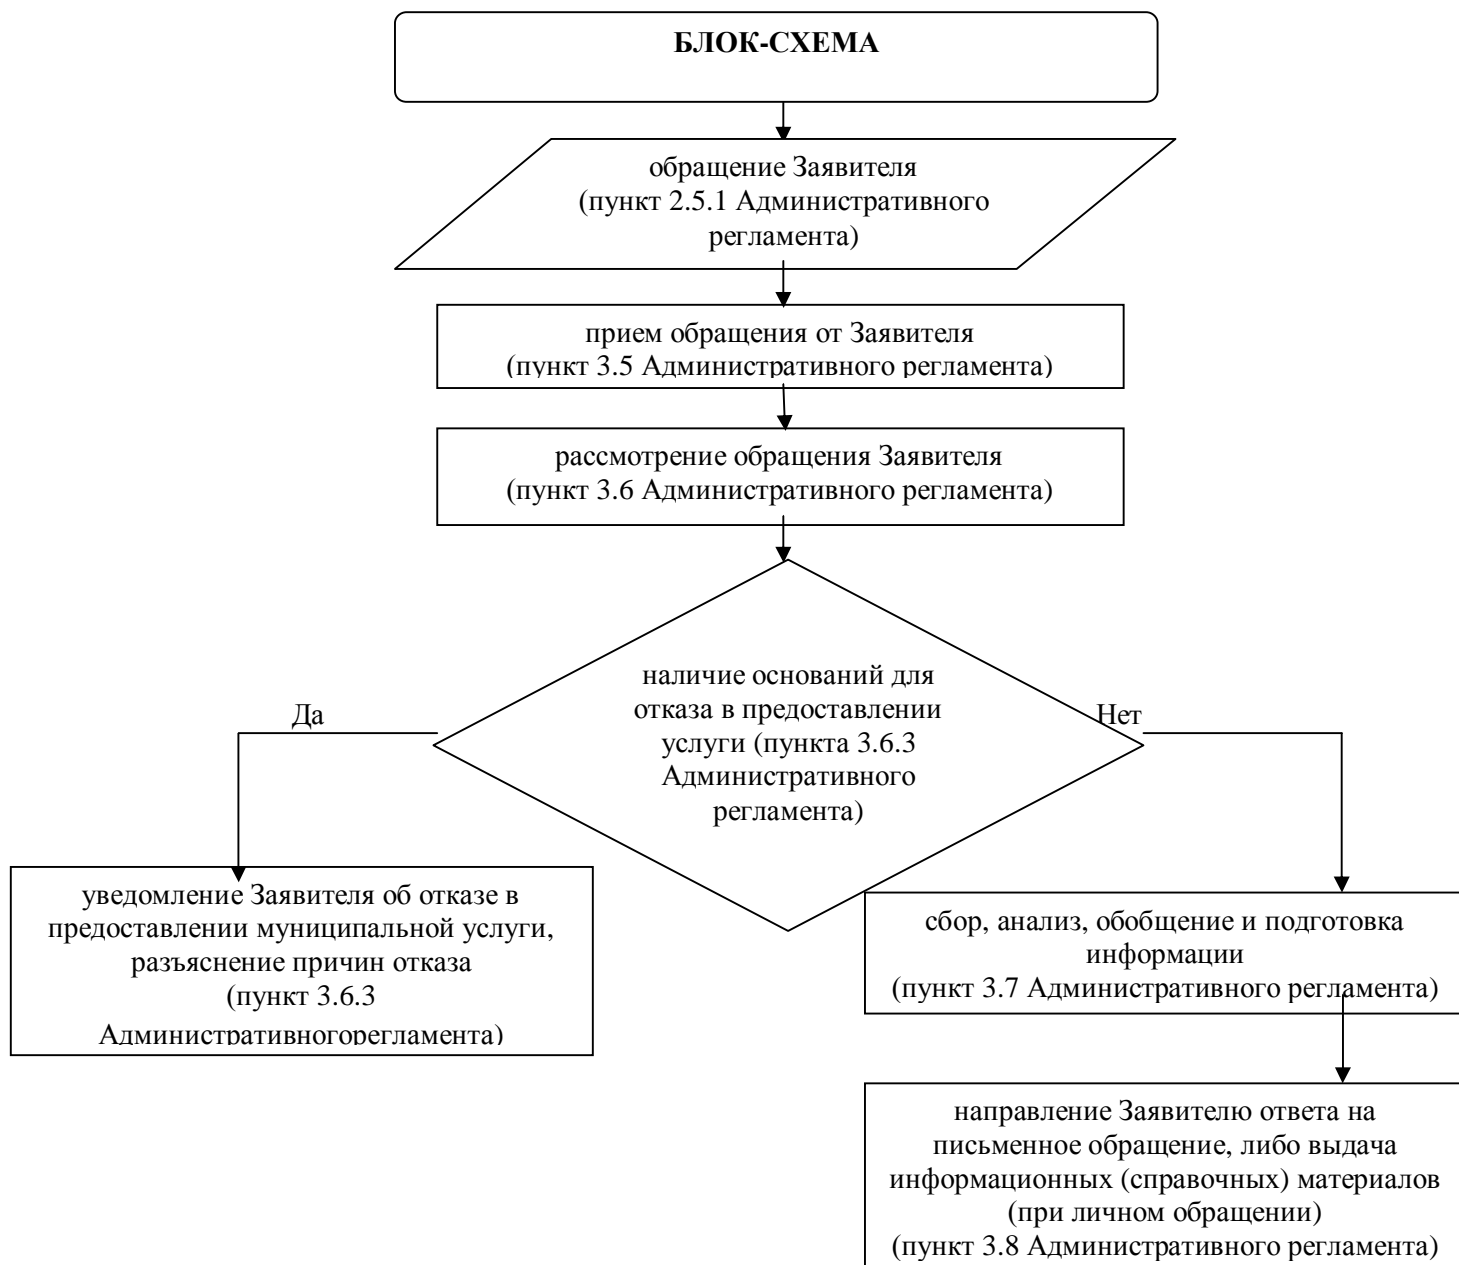 БЛОК-СХЕМА
обращение Заявителя
(пункт 2.5.1 Административного
регламента)
прием обращения от Заявителя
(пункт 3.5 Административного регламента)
рассмотрение обращения Заявителя
(пункт 3.6 Административного регламента)
наличие оснований для
отказа в предоставлении
услуги (пункта 3.6.3
Административного
регламента)
Да
Нет
уведомление Заявителя об отказе в
предоставлении муниципальной услуги,
разъяснение причин отказа
(пункт 3.6.3
Административногорегламента)
сбор, анализ, обобщение и подготовка
информации
(пункт 3.7 Административного регламента)
направление Заявителю ответа на
письменное обращение, либо выдача
информационных (справочных) материалов
(при личном обращении)
(пункт 3.8 Административного регламента)